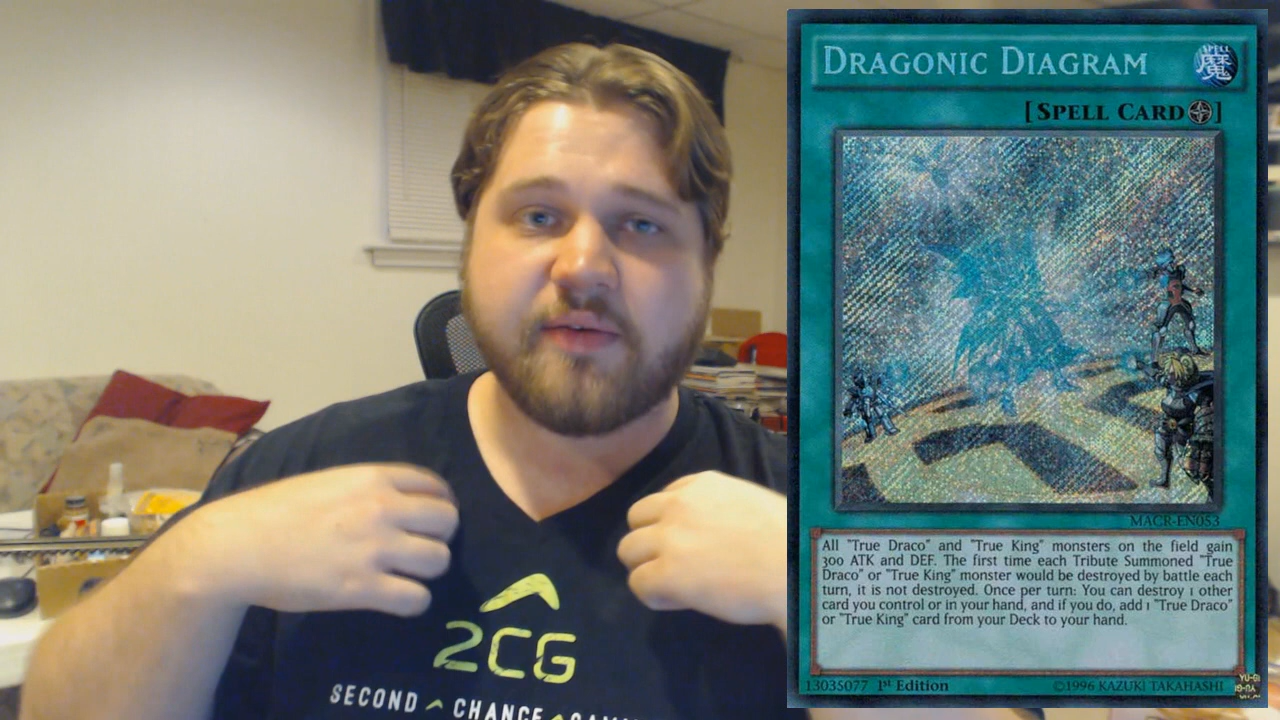 DRAGONIC DIAGRAM
SPELL
魔
[SPELL CARD]
MACR-EN053
All "True Draco" and "True King" monsters on the field gain
300 ATK and DEF. The first time each Tribute Summoned "True
Draco" or "True King" monster would be destroyed by battle each
turn, it is not destroyed. Once per turn: You can destroy 1 other
card you control or in your hand, and if you do, add 1 "True Draco"
or "True King" card from your Deck to your hand.
13035077 1st Edition
©1996 KAZUKI TAKAHASHI
2CG
SECOND CHANCE